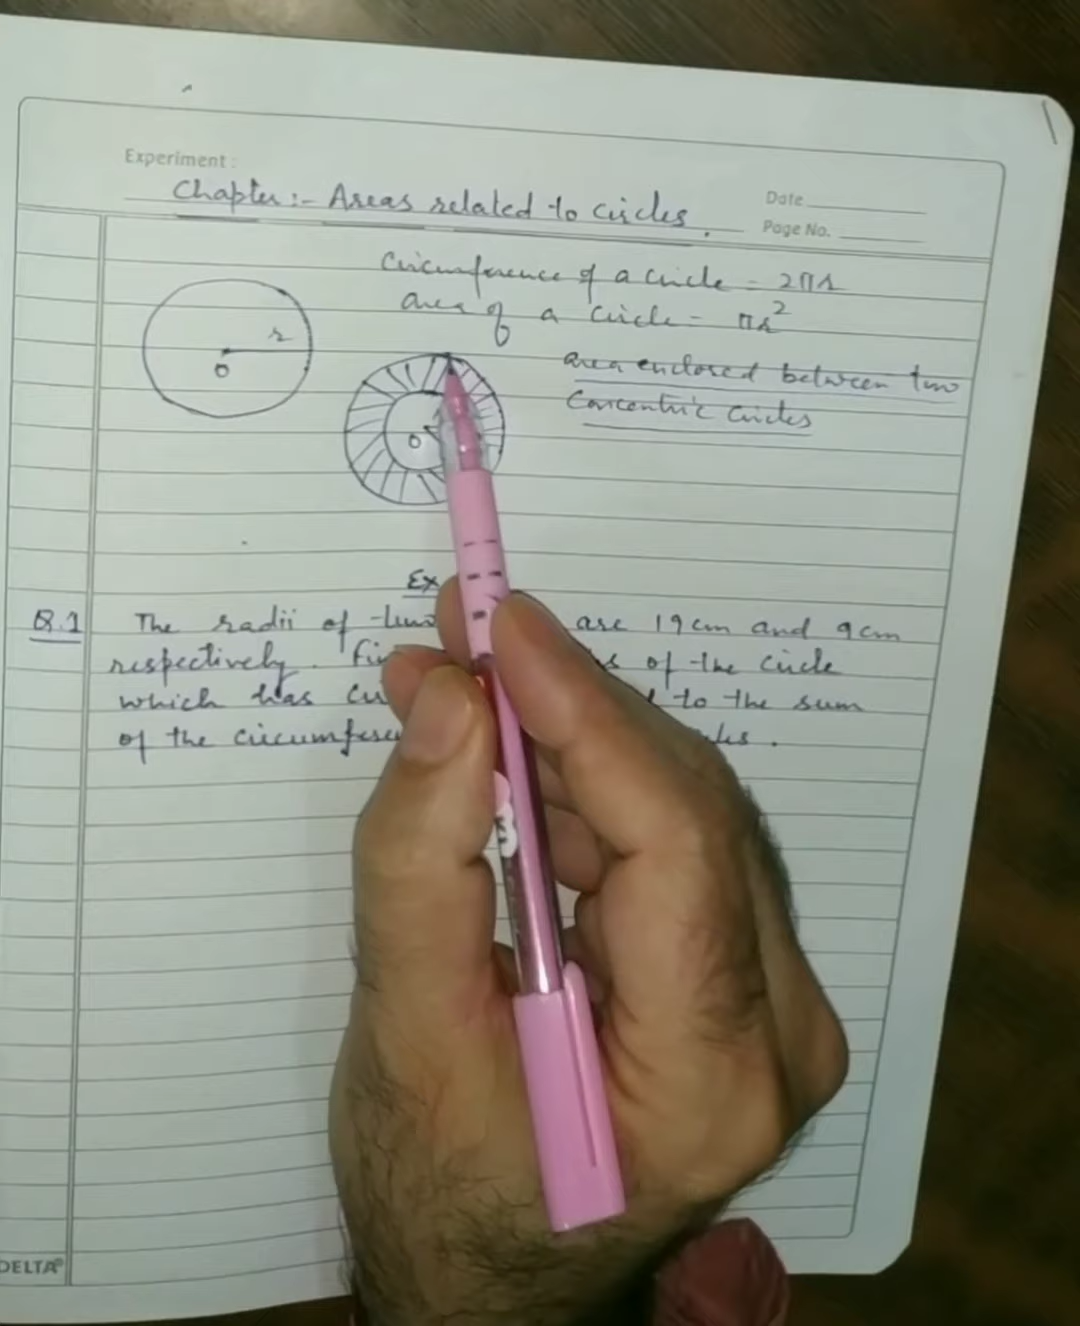 Experiment :
Chapter :- Areas related to circles.
Date
Page No.
Circumference of a circle = 2πr
area of a circle = πr²
r
O
area enclosed between two
Concentric circles
O
Ex
Q.1 The radii of two are 19 cm and 9 cm
respectively. of the circle
which has to the sum
of the
DELTA